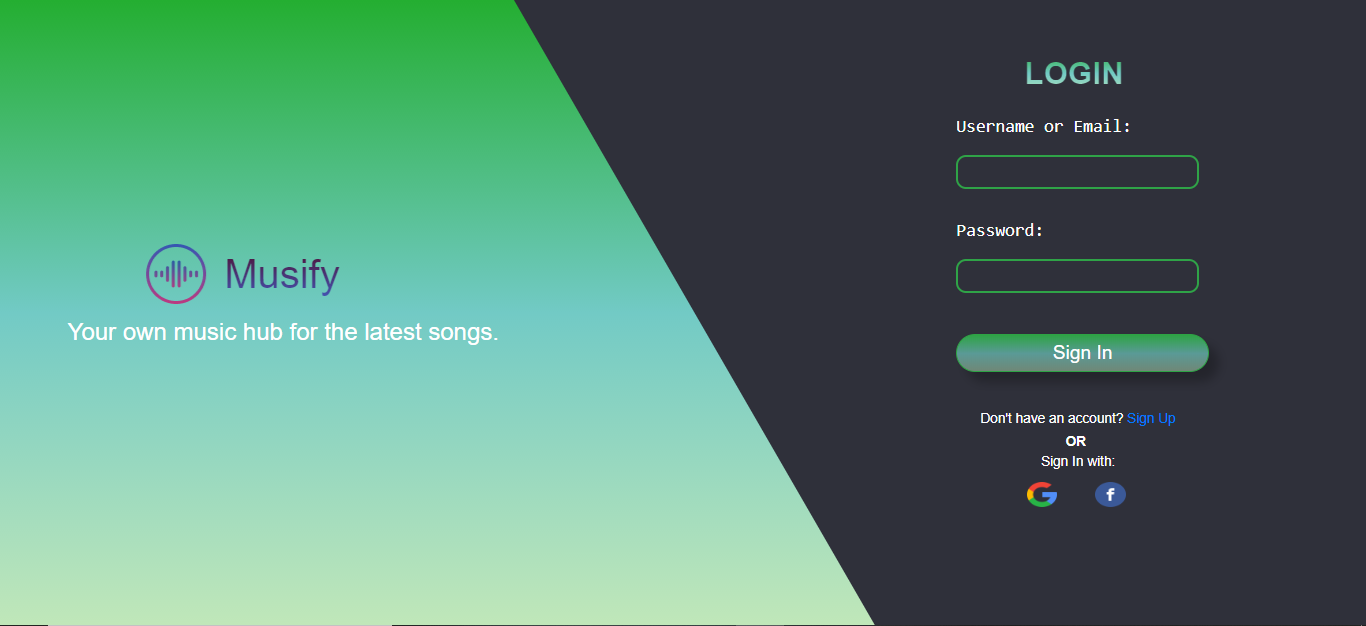 Musify
Your own music hub for the latest songs.
LOGIN
Username or Email:
Password:
Sign In
Don't have an account? Sign Up
OR
Sign In with:
f